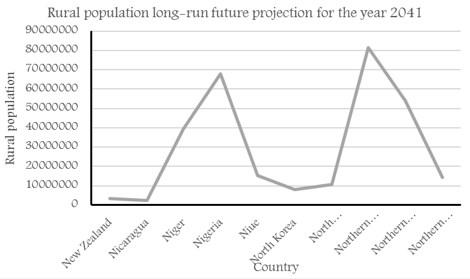 Rural population long-run future projection for the year 2041
90000000
80000000
70000000
60000000
50000000
40000000
30000000
20000000
10000000
0
Rural population
New Zealand
Nicaragua
Niger
Nigeria
Niue
North Korea
North...
Northern...
Northern...
Northern...
Country